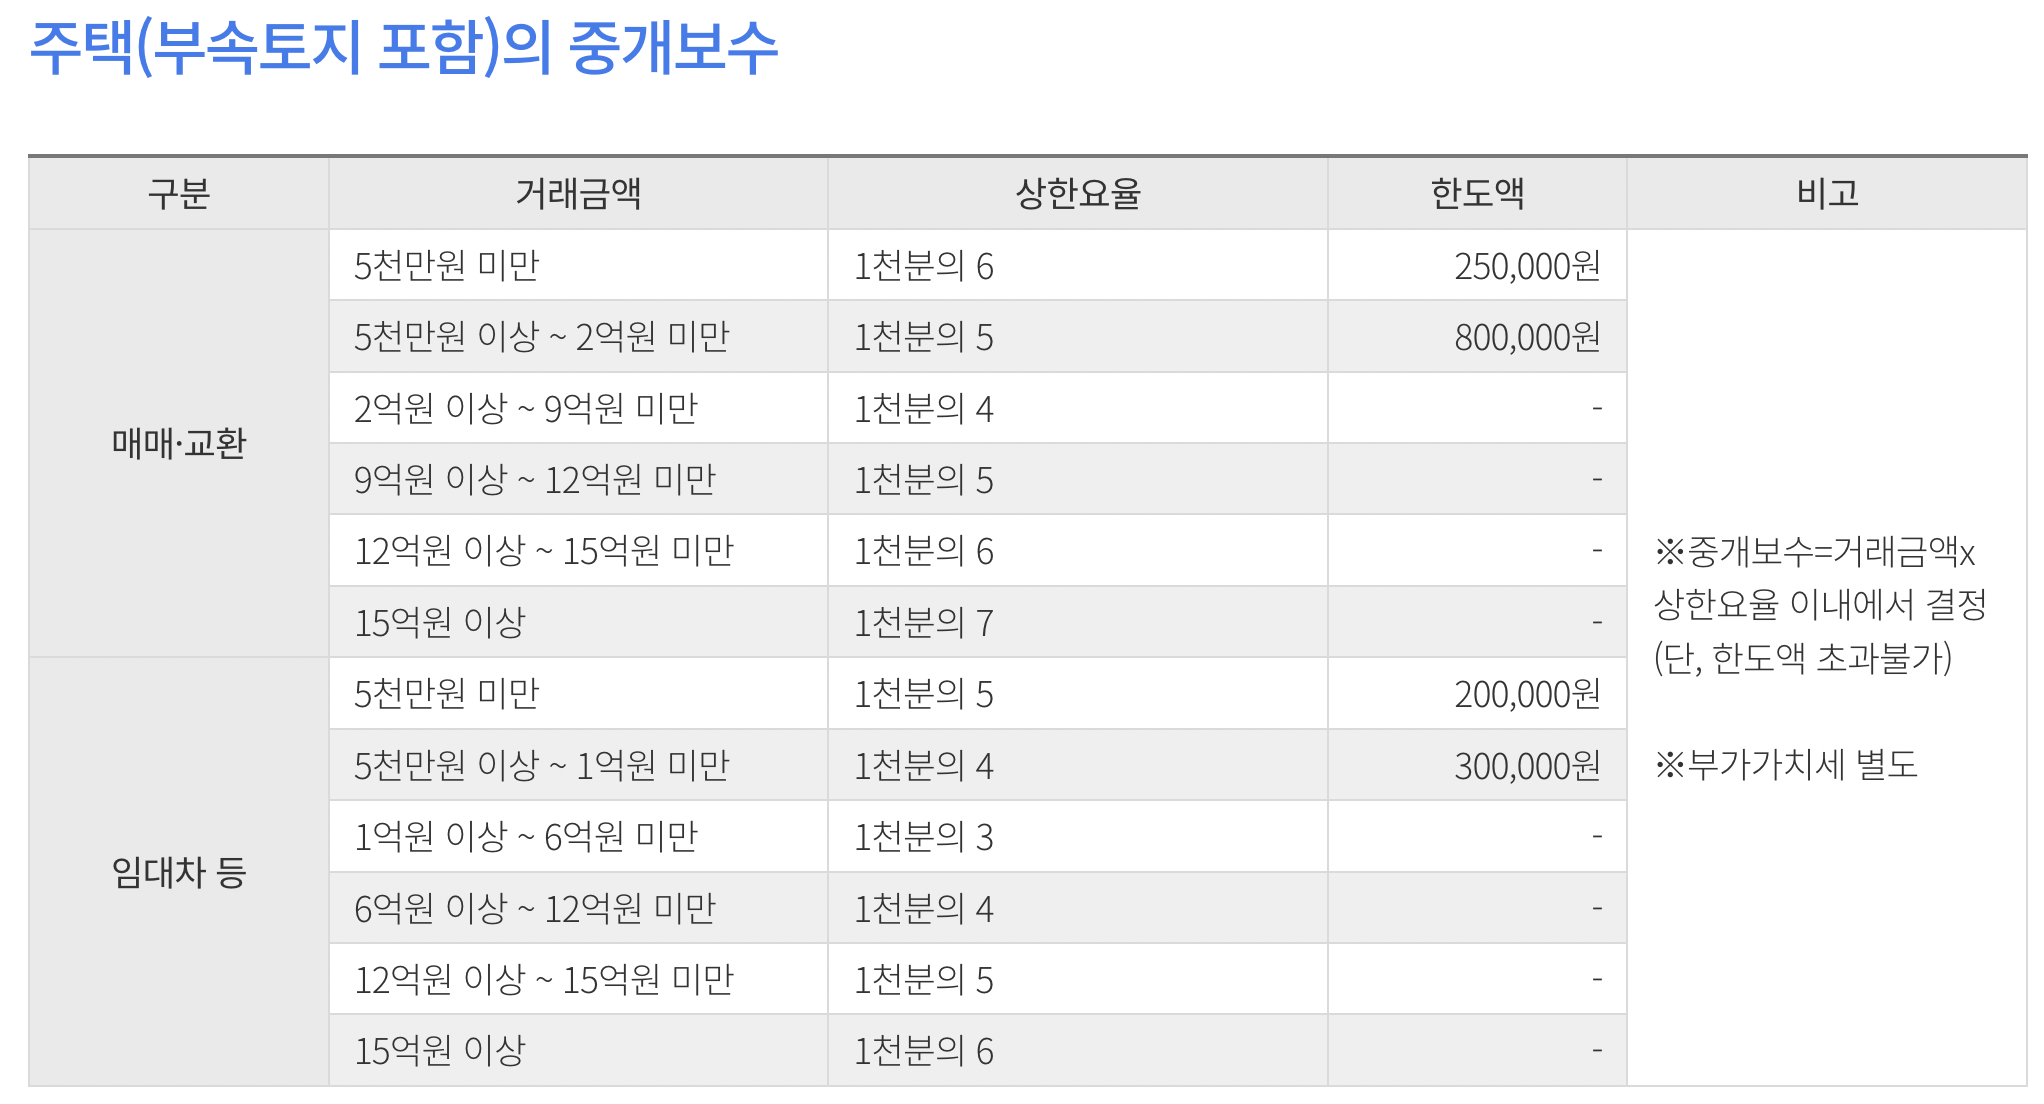 주택(부속토지 포함)의 중개보수
구분 거래금액 상한요율 한도액 비고
매매·교환
5천만원 미만 1천분의 6 250,000원
5천만원 이상 ~ 2억원 미만 1천분의 5 800,000원
2억원 이상 ~ 9억원 미만 1천분의 4 -
9억원 이상 ~ 12억원 미만 1천분의 5 -
12억원 이상 ~ 15억원 미만 1천분의 6 -
15억원 이상 1천분의 7 -
임대차 등
5천만원 미만 1천분의 5 200,000원
5천만원 이상 ~ 1억원 미만 1천분의 4 300,000원
1억원 이상 ~ 6억원 미만 1천분의 3 -
6억원 이상 ~ 12억원 미만 1천분의 4 -
12억원 이상 ~ 15억원 미만 1천분의 5 -
15억원 이상 1천분의 6 -
※중개보수=거래금액x
상한요율 이내에서 결정
(단, 한도액 초과불가)
※부가가치세 별도